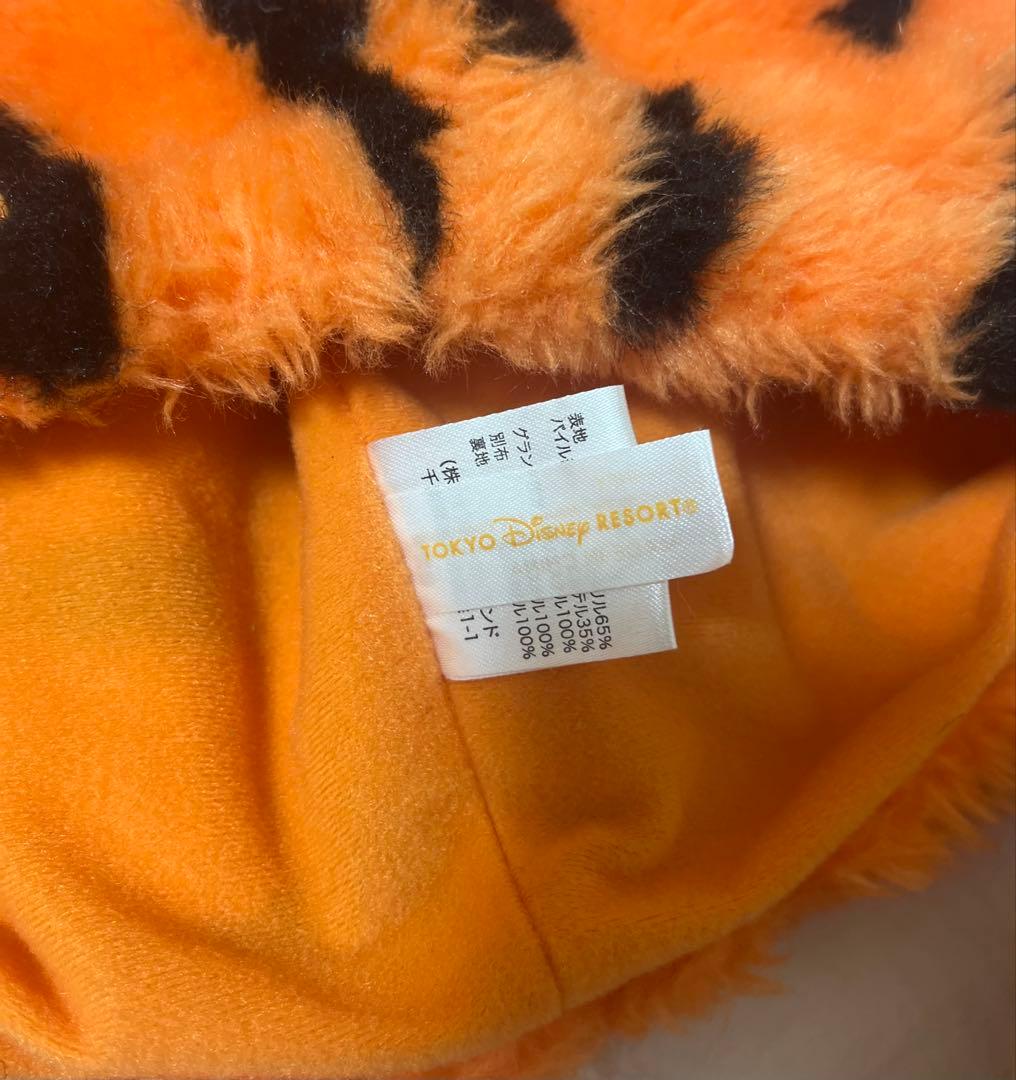 表地
パイル
グラン
別布
裏地
(株
千
TOKYO Disney RESORT®
リル65%
テル35%
ル100%
ル100%
ル100%
ンド
1-1